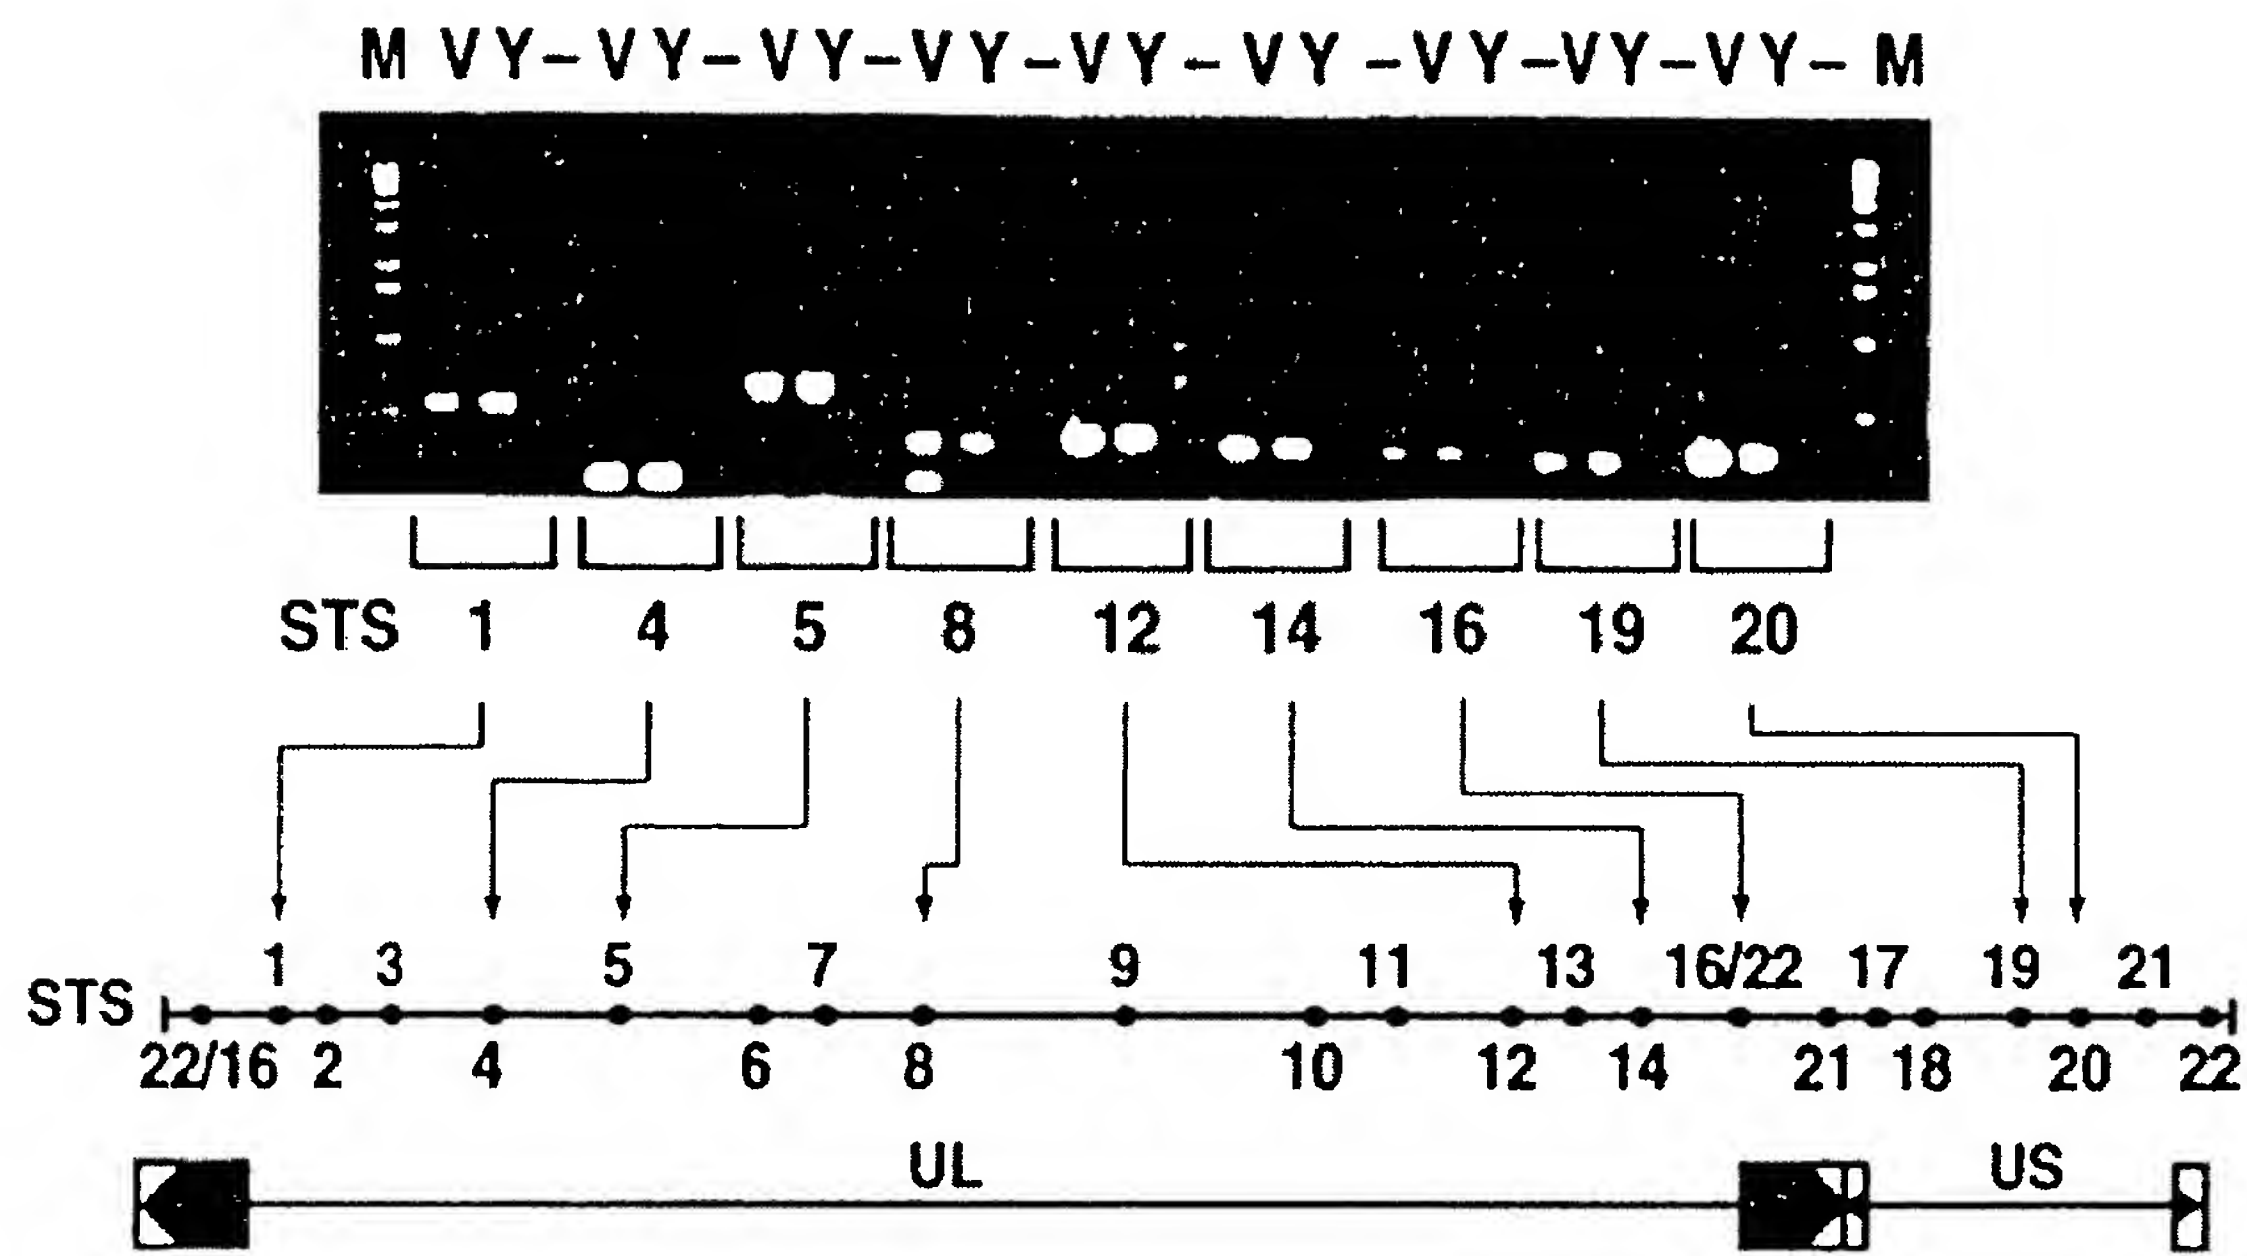 M V Y – V Y – V Y – V Y – V Y – V Y – V Y – V Y – V Y – M
STS 1 4 5 8 12 14 16 19 20
1 3 5 7 9 11 13 16/22 17 19 21
STS
22/16 2 4 6 8 10 12 14 21 18 20 22
UL US